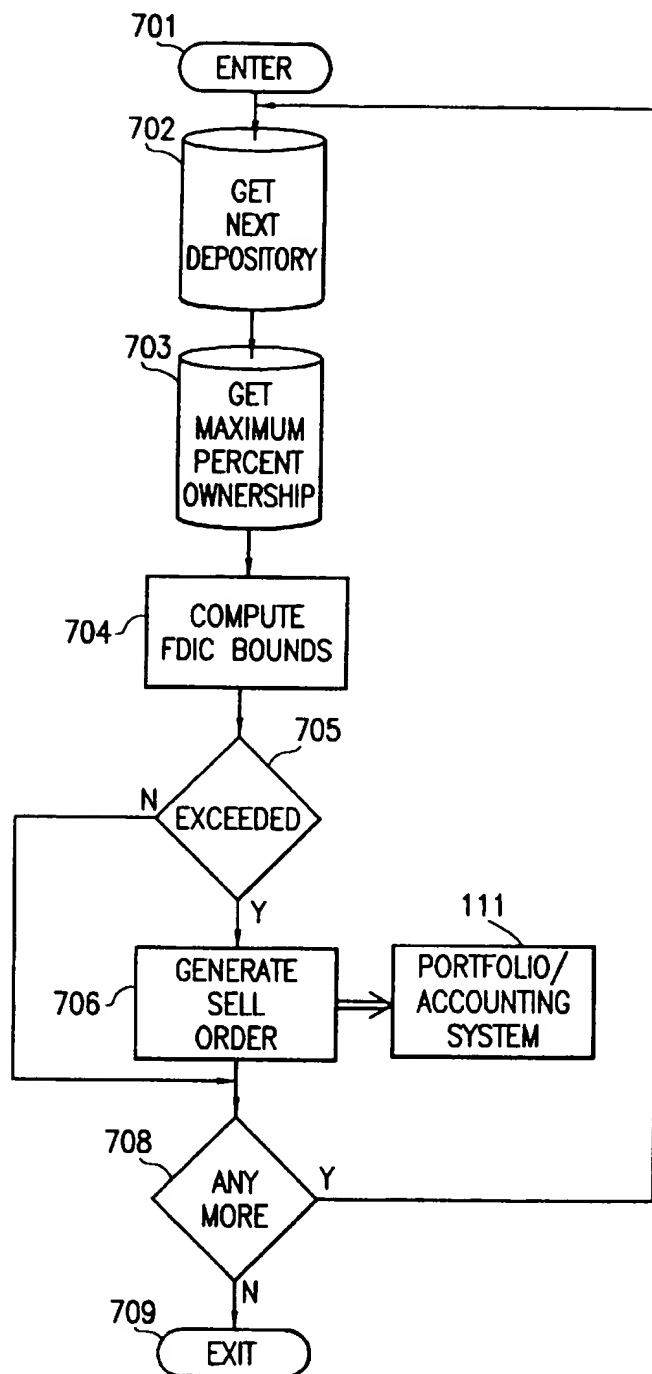 701
ENTER
702
GET
NEXT
DEPOSITORY
703
GET
MAXIMUM
PERCENT
OWNERSHIP
704
COMPUTE
FDIC BOUNDS
705
N
EXCEEDED
Y
111
706
GENERATE
SELL
ORDER
PORTFOLIO/
ACCOUNTING
SYSTEM
708
ANY
MORE
Y
N
709
EXIT